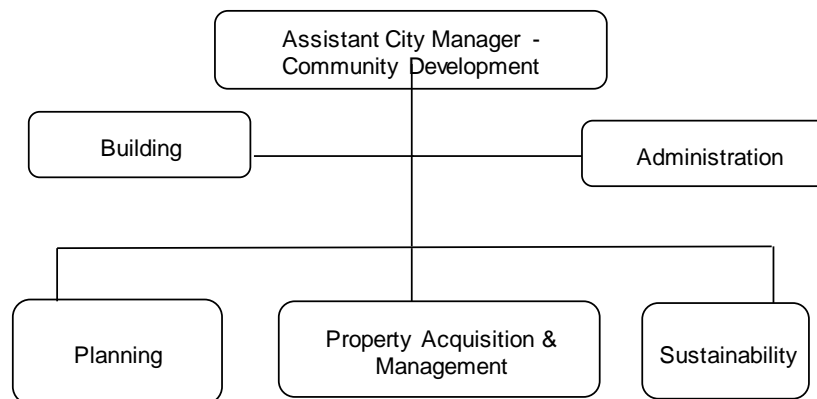 Assistant City Manager -
Community Development
Building
Administration
Planning
Property Acquisition &
Management
Sustainability